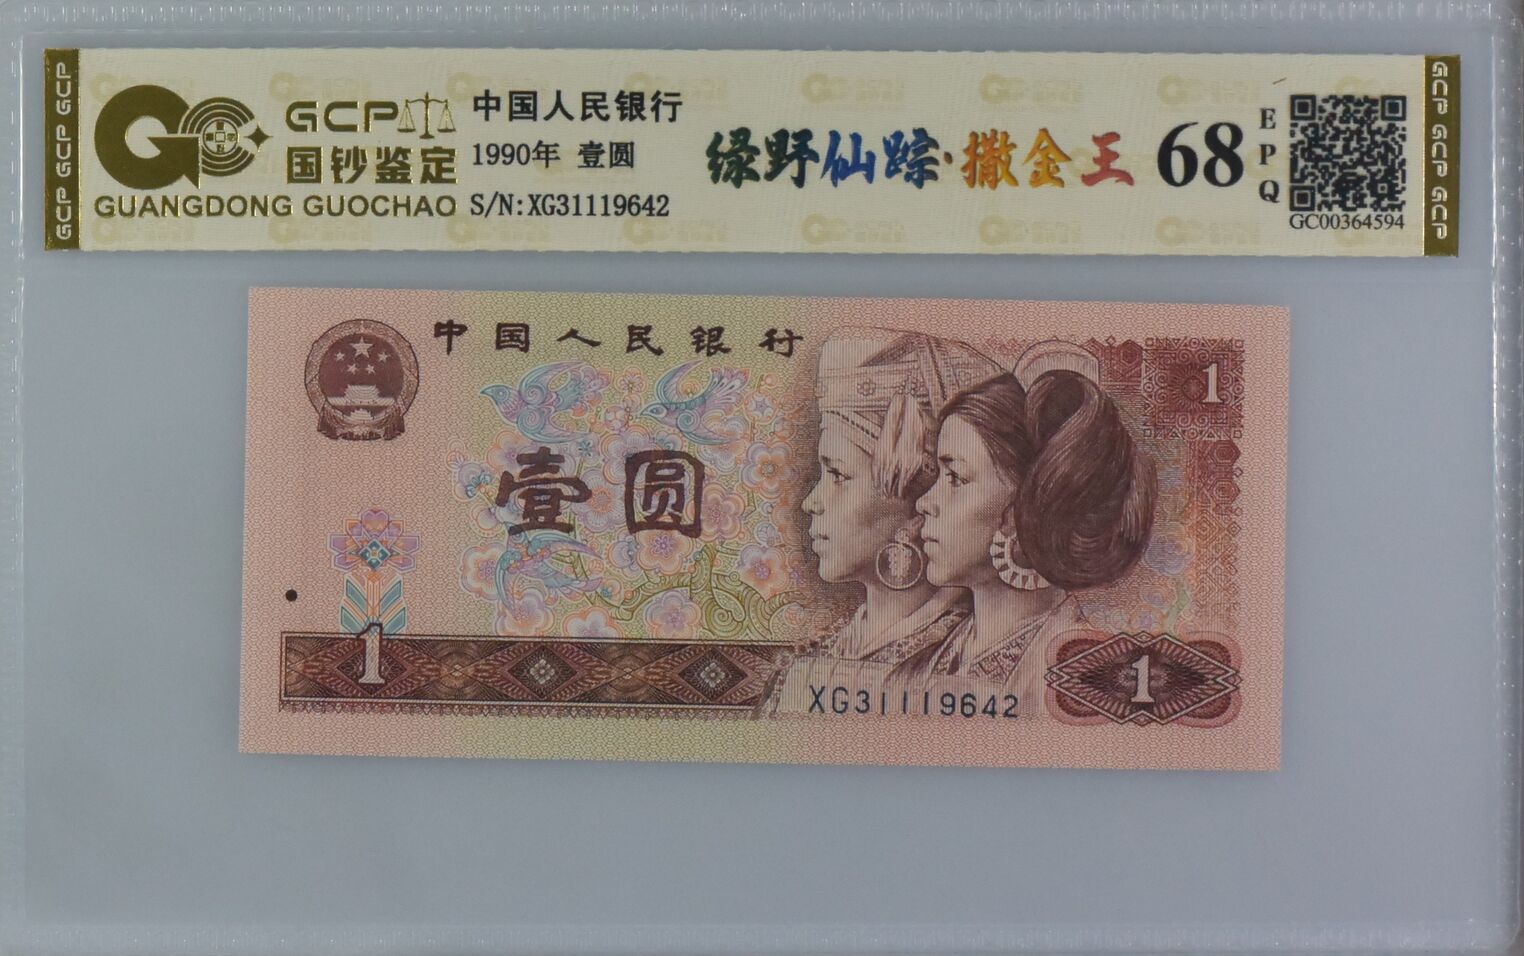 GCP GCP GCP
GCP
国钞鉴定
GUANGDONG GUOCHAO
中国人民银行
1990年 壹圆
S/N:XG31119642
绿野仙踪·撒金王
68
EPQ
GC00364594
GCP GCP GCP
中国人民银行
1
壹圆
1
XG31119642
1